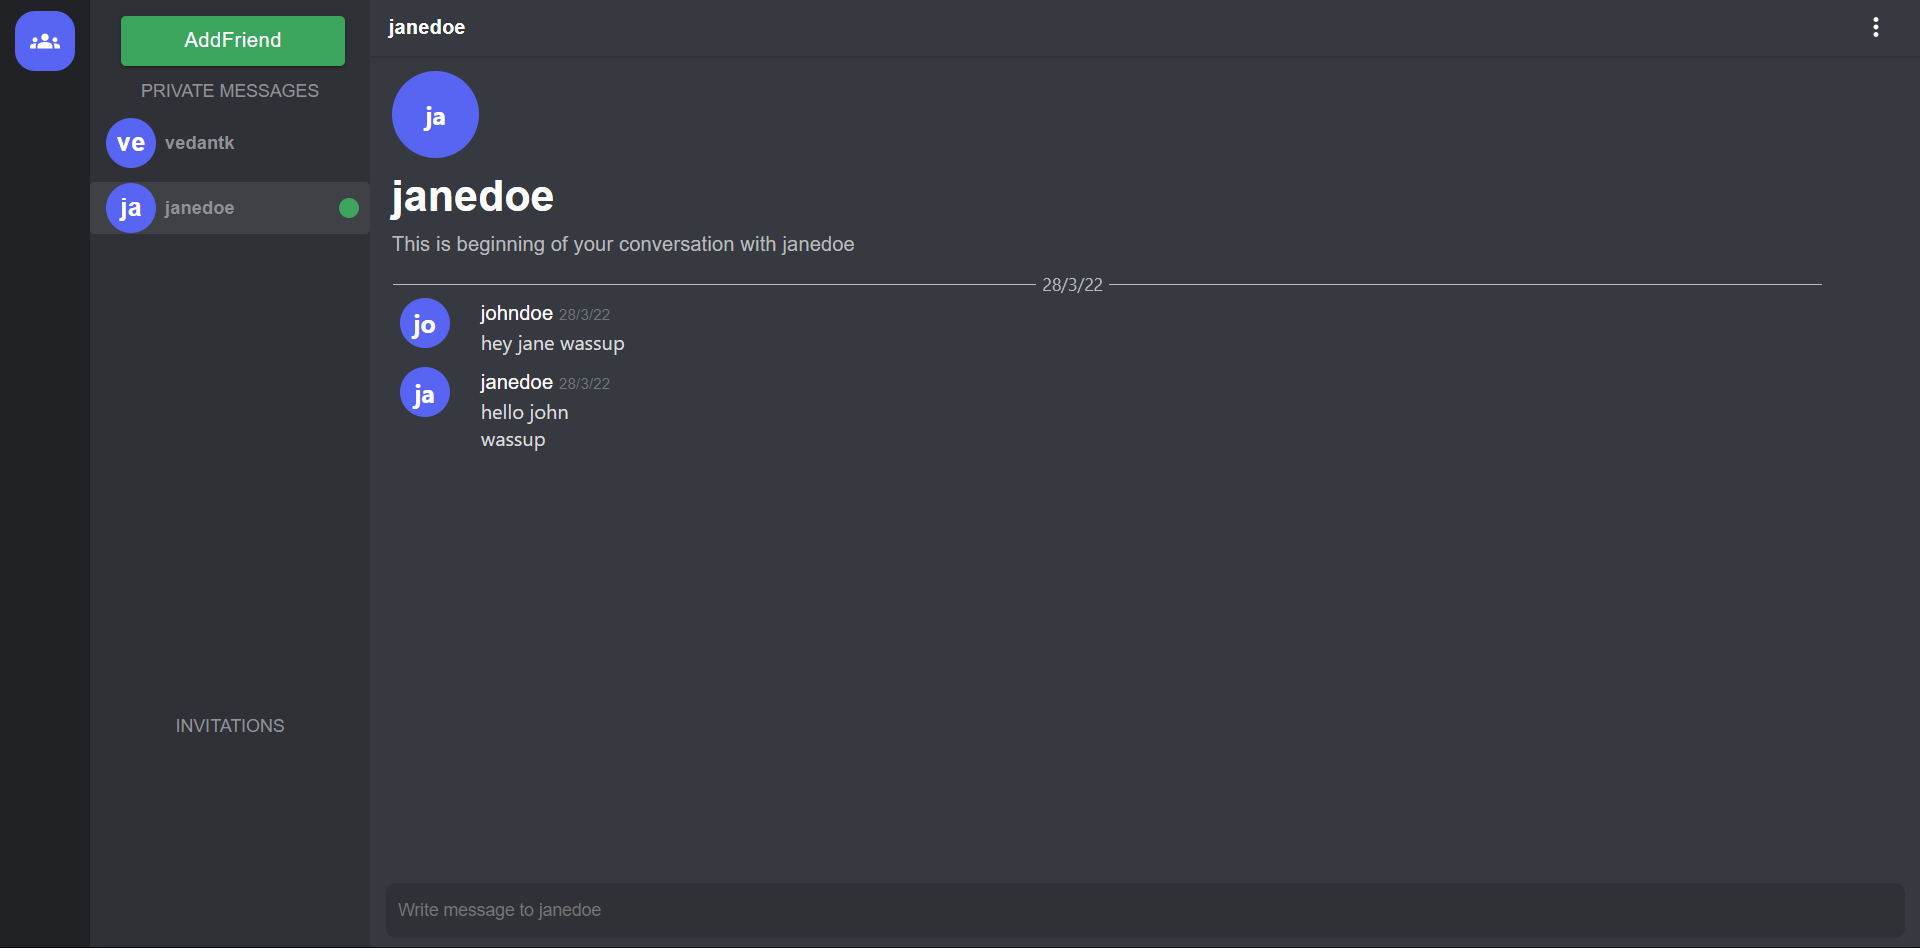 AddFriend
PRIVATE MESSAGES
ve vedantk
ja janedoe
INVITATIONS
janedoe
ja
janedoe
This is beginning of your conversation with janedoe
28/3/22
jo johndoe 28/3/22
hey jane wassup
ja janedoe 28/3/22
hello john
wassup
Write message to janedoe